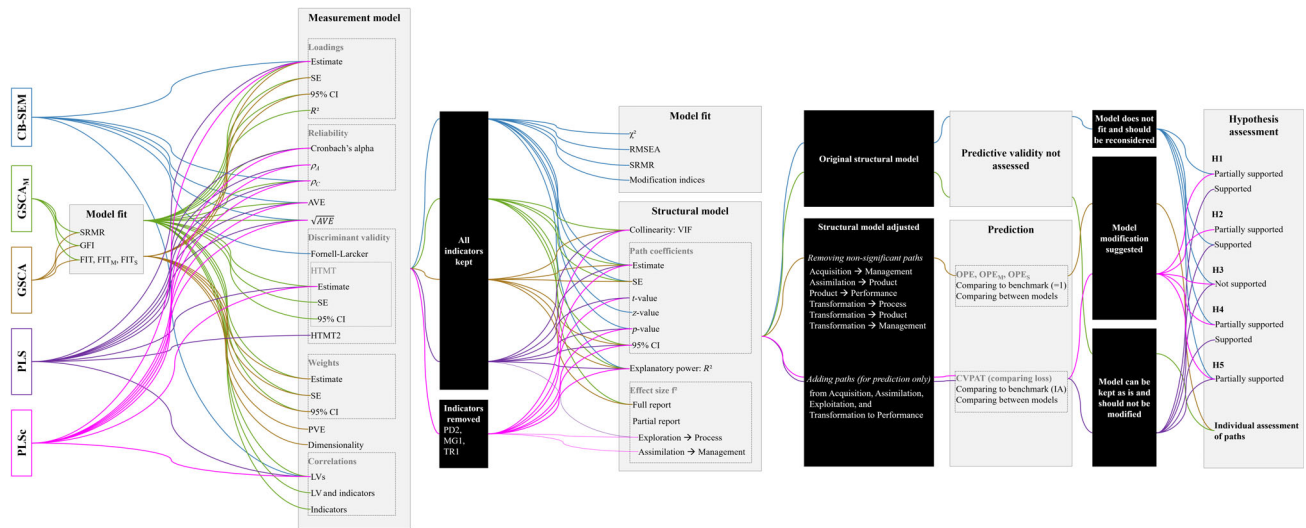 CB-SEM
GSCA_M
GSCA
PLS
PLSc
Model fit
SRMR
GFI
FIT, FIT_M, FIT_S
Measurement model
Loadings
Estimate
SE
95% CI
R²
Reliability
Cronbach's alpha
ρ_A
ρ_C
AVE
√AVE
Discriminant validity
Fornell-Larcker
HTMT
Estimate
SE
95% CI
HTMT2
Weights
Estimate
SE
95% CI
PVE
Dimensionality
Correlations
LVs
LV and indicators
Indicators
All
indicators
kept
Indicators
removed
PD2,
MG1,
TR1
Model fit
χ²
RMSEA
SRMR
Modification indices
Structural model
Collinearity: VIF
Path coefficients
Estimate
SE
t-value
z-value
p-value
95% CI
Explanatory power: R²
Effect size f²
Full report
Partial report
Exploration → Process
Assimilation → Management
Original structural model
Structural model adjusted
Removing non-significant paths
Acquisition → Management
Assimilation → Product
Product → Performance
Transformation → Process
Transformation → Product
Transformation → Management
Adding paths (for prediction only)
from Acquisition, Assimilation,
Exploitation, and
Transformation to Performance
Predictive validity not
assessed
Prediction
OPE, OPE_M, OPE_S
Comparing to benchmark (=1)
Comparing between models
CVPAT (comparing loss)
Comparing to benchmark (IA)
Comparing between models
Model does not
fit and should
be reconsidered
Model
modification
suggested
Model can be
kept as is and
should not be
modified
Hypothesis
assessment
H1
Partially supported
Supported
H2
Partially supported
Supported
H3
Not supported
H4
Partially supported
Supported
H5
Partially supported
Individual assessment
of paths